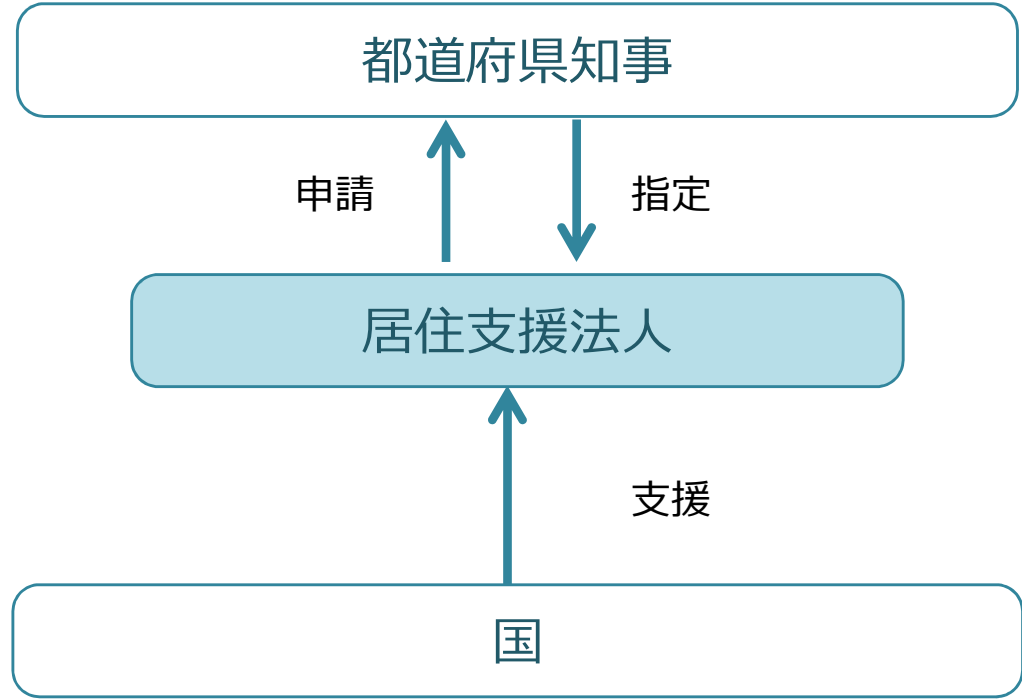 都道府県知事
申請
指定
居住支援法人
支援
国